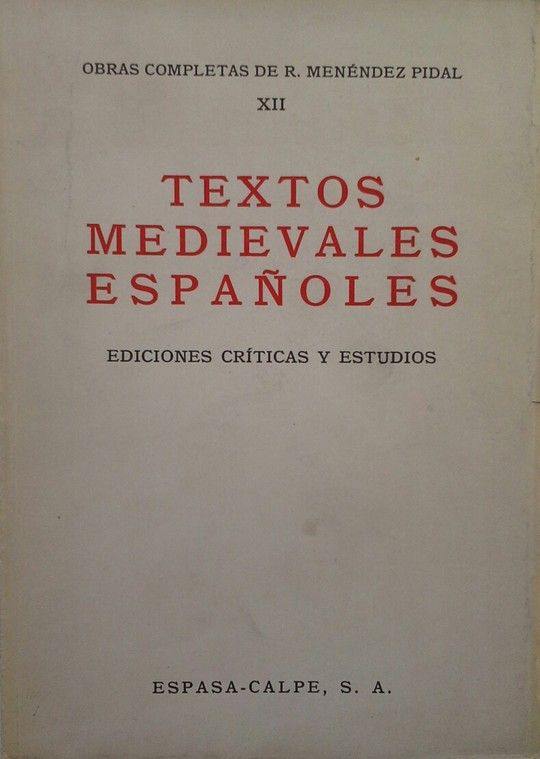 OBRAS COMPLETAS DE R. MENÉNDEZ PIDAL
XII
TEXTOS
MEDIEVALES
ESPAÑOLES
EDICIONES CRÍTICAS Y ESTUDIOS
ESPASA-CALPE, S. A.